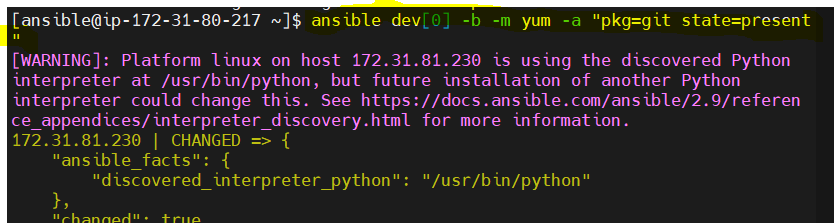 [ansible@ip-172-31-80-217 ~]$ ansible dev[0] -b -m yum -a "pkg=git state=present
"
[WARNING]: Platform linux on host 172.31.81.230 is using the discovered Python
interpreter at /usr/bin/python, but future installation of another Python
interpreter could change this. See https://docs.ansible.com/ansible/2.9/referen
ce_appendices/interpreter_discovery.html for more information.
172.31.81.230 | CHANGED => {
    "ansible_facts": {
        "discovered_interpreter_python": "/usr/bin/python"
    },
    "changed": true